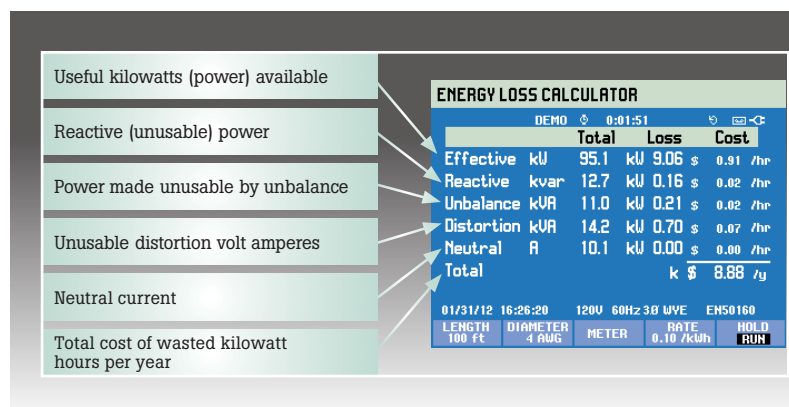 Useful kilowatts (power) available
Reactive (unusable) power
Power made unusable by unbalance
Unusable distortion volt amperes
Neutral current
Total cost of wasted kilowatt
hours per year
ENERGY LOSS CALCULATOR
DEMO 0:01:51
Total Loss Cost
Effective kW 95.1 kW 9.06 $ 0.91 /hr
Reactive kvar 12.7 kW 0.16 $ 0.02 /hr
Unbalance kVA 11.0 kW 0.21 $ 0.02 /hr
Distortion kVA 14.2 kW 0.70 $ 0.07 /hr
Neutral A 10.1 kW 0.00 $ 0.00 /hr
Total k $ 8.88 /y
01/31/12 16:26:20 120V 60Hz 3Ø WYE EN50160
LENGTH DIAMETER METER RATE HOLD
100 ft 4 AWG 0.10 /kWh RUN